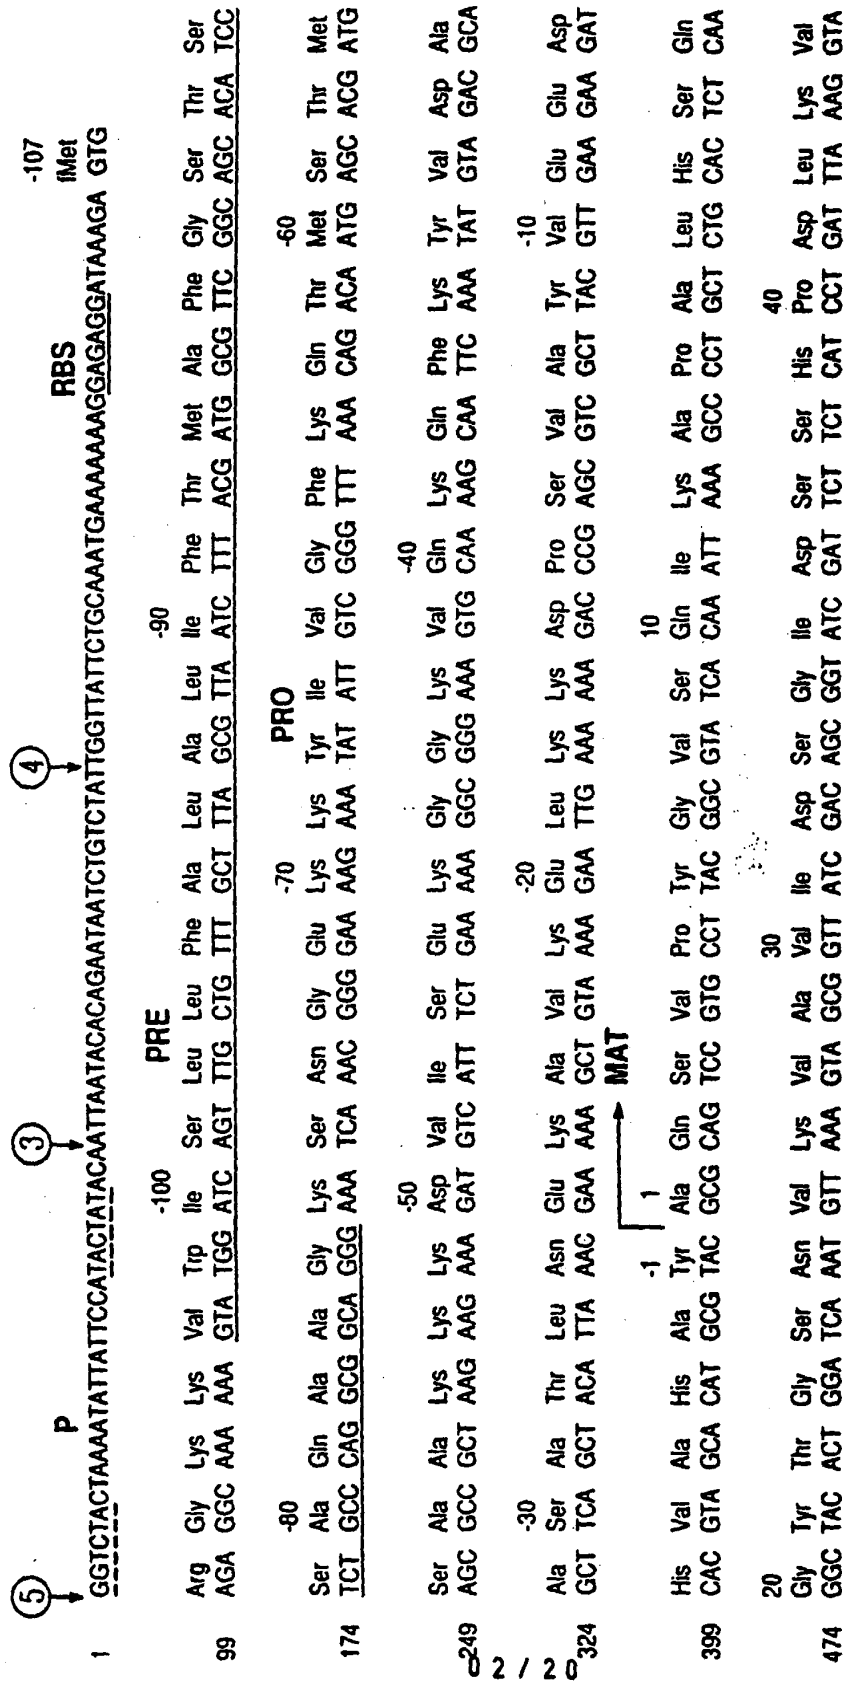 ⑤ ③ ④
P RBS -107
fMet
1 GGTCTACTAAAATATTATTCCATACTATACAATTAATACACAGAATAATCTGTCTATTGGTTATTCTGCAAATGAAAAAAAGGAGAGGATAAAGA GTG
PRE
-100 -90
Arg Gly Lys Lys Val Trp Ile Ser Leu Leu Phe Ala Leu Ala Leu Ile Phe Thr Met Ala Phe Gly Ser Thr Ser
99 AGA GGC AAA AAA GTA TGG ATC AGT TTG CTG TTT GCT TTA GCG TTA ATC TTT ACG ATG GCG TTC GGC AGC ACA TCC
PRO
-80 -70 -60
Ser Ala Gln Ala Ala Gly Lys Ser Asn Gly Glu Lys Lys Tyr Ile Val Gly Phe Lys Gln Thr Met Ser Thr Met
174 TCT GCC CAG GCG GCA GGG AAA TCA AAC GGG GAA AAG AAA TAT ATT GTC GGG TTT AAA CAG ACA ATG AGC ACG ATG
-50 -40
Ser Ala Ala Lys Lys Lys Asp Val Ile Ser Glu Lys Gly Gly Lys Val Gln Lys Gln Phe Lys Tyr Val Asp Ala
249 AGC GCC GCT AAG AAG AAA GAT GTC ATT TCT GAA AAA GGC GGG AAA GTG CAA AAG CAA TTC AAA TAT GTA GAC GCA
-30 -20 -10
Ala Ser Ala Thr Leu Asn Glu Lys Ala Val Lys Glu Leu Lys Lys Asp Pro Ser Val Ala Tyr Val Glu Glu Asp
324 GCT TCA GCT ACA TTA AAC GAA AAA GCT GTA AAA GAA TTG AAA AAA GAC CCG AGC GTC GCT TAC GTT GAA GAA GAT
MAT
-1 1 10
His Val Ala His Ala Tyr Ala Gln Ser Val Pro Tyr Gly Val Ser Gln Ile Lys Ala Pro Ala Leu His Ser Gln
399 CAC GTA GCA CAT GCG TAC GCG CAG TCC GTG CCT TAC GGC GTA TCA CAA ATT AAA GCC CCT GCT CTG CAC TCT CAA
20 30 40
Gly Tyr Thr Gly Ser Asn Val Lys Val Ala Val Ile Asp Ser Gly Ile Asp Ser Ser His Pro Asp Leu Lys Val
474 GGC TAC ACT GGA TCA AAT GTT AAA GTA GCG GTT ATC GAC AGC GGT ATC GAT TCT TCT CAT CCT GAT TTA AAG GTA
02/20